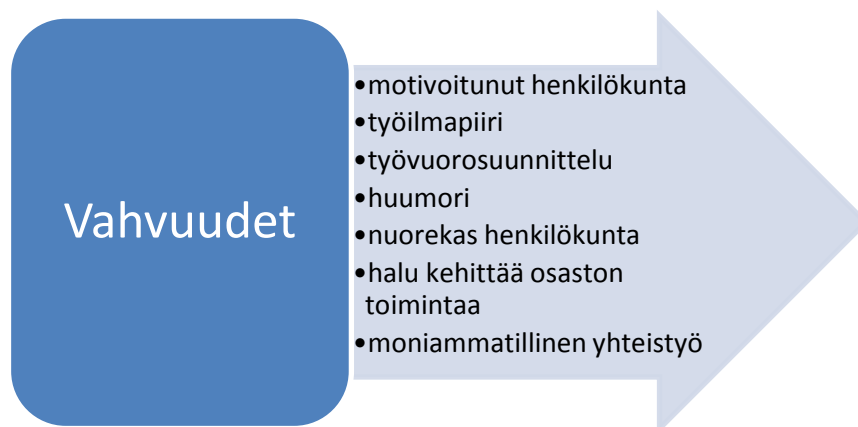 Vahvuudet
•motivoitunut henkilökunta
•työilmapiiri
•työvuorosuunnittelu
•huumori
•nuorekas henkilökunta
•halu kehittää osaston
toimintaa
•moniammatillinen yhteistyö